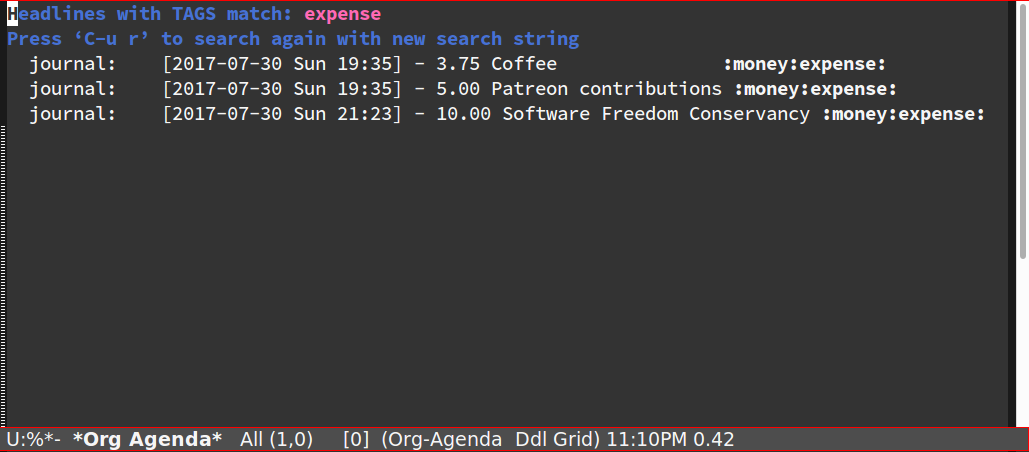 Headlines with TAGS match: expense
Press ‘C-u r’ to search again with new search string
  journal:    [2017-07-30 Sun 19:35] - 3.75 Coffee               :money:expense:
  journal:    [2017-07-30 Sun 19:35] - 5.00 Patreon contributions :money:expense:
  journal:    [2017-07-30 Sun 21:23] - 10.00 Software Freedom Conservancy :money:expense:
U:%*-  *Org Agenda*   All (1,0)     [0]  (Org-Agenda  Ddl Grid) 11:10PM 0.42